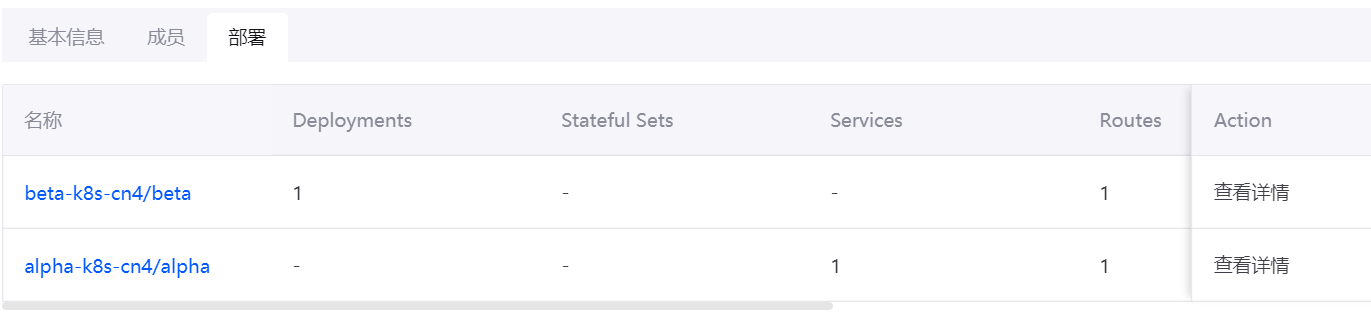 基本信息 成员 部署
名称 Deployments Stateful Sets Services Routes Action
beta-k8s-cn4/beta 1 - - 1 查看详情
alpha-k8s-cn4/alpha - - 1 1 查看详情